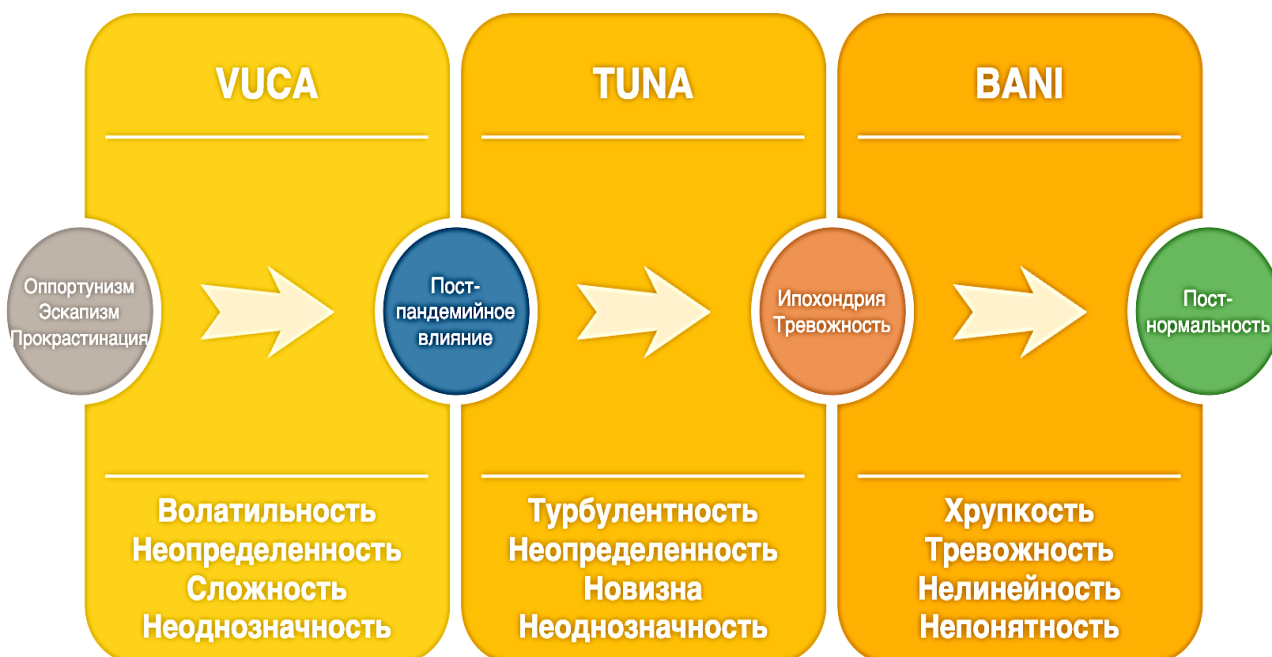 VUCA
TUNA
BANI
Оппортунизм
Эскапизм
Прокрастинация
Пост-
пандемийное
влияние
Ипохондрия
Тревожность
Пост-
нормальность
Волатильность
Неопределенность
Сложность
Неоднозначность
Турбулентность
Неопределенность
Новизна
Неоднозначность
Хрупкость
Тревожность
Нелинейность
Непонятность